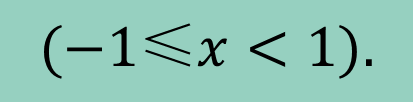 (−1⩽x < 1).